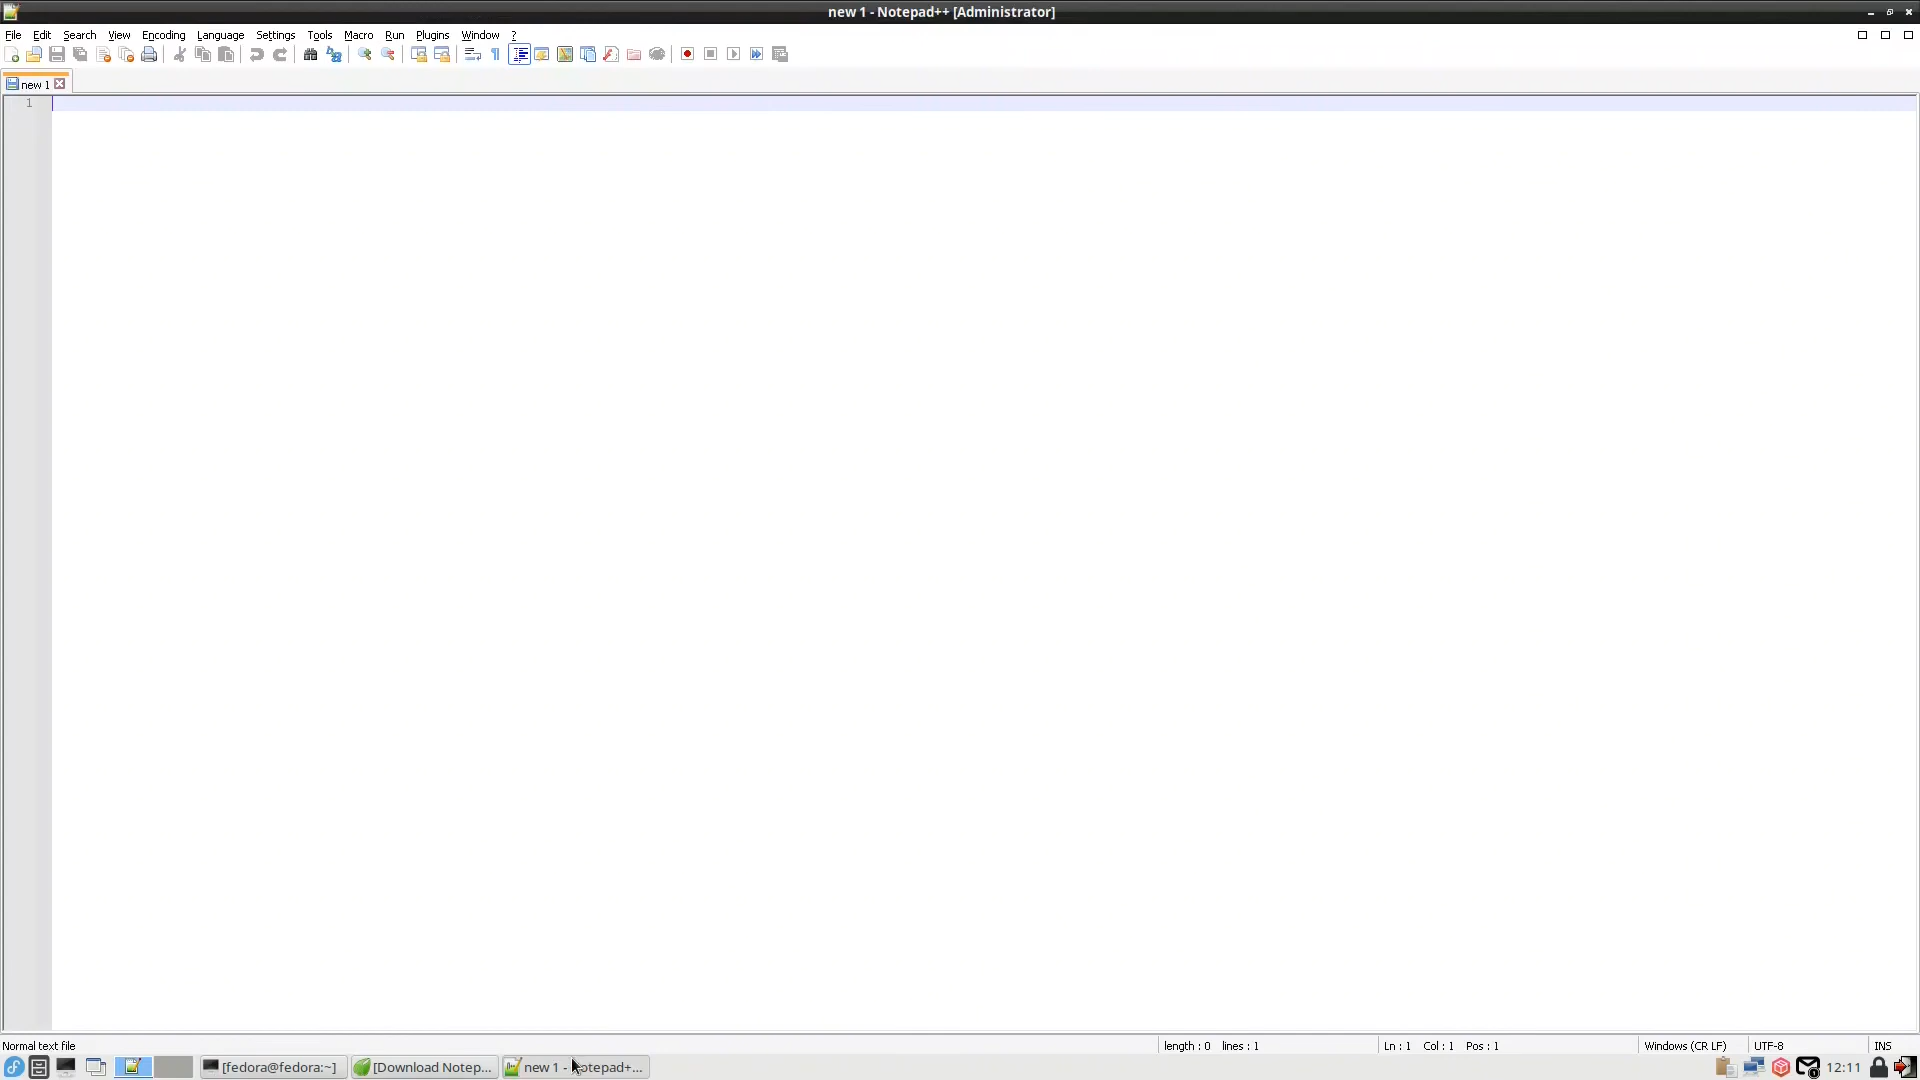 new 1 - Notepad++ [Administrator]
File Edit Search View Encoding Language Settings Tools Macro Run Plugins Window ?
new 1
1
Normal text file length : 0 lines : 1 Ln : 1 Col : 1 Pos : 1 Windows (CR LF) UTF-8 INS
[fedora@fedora:~] [Download Notep... new 1 - Notepad+... 12:11